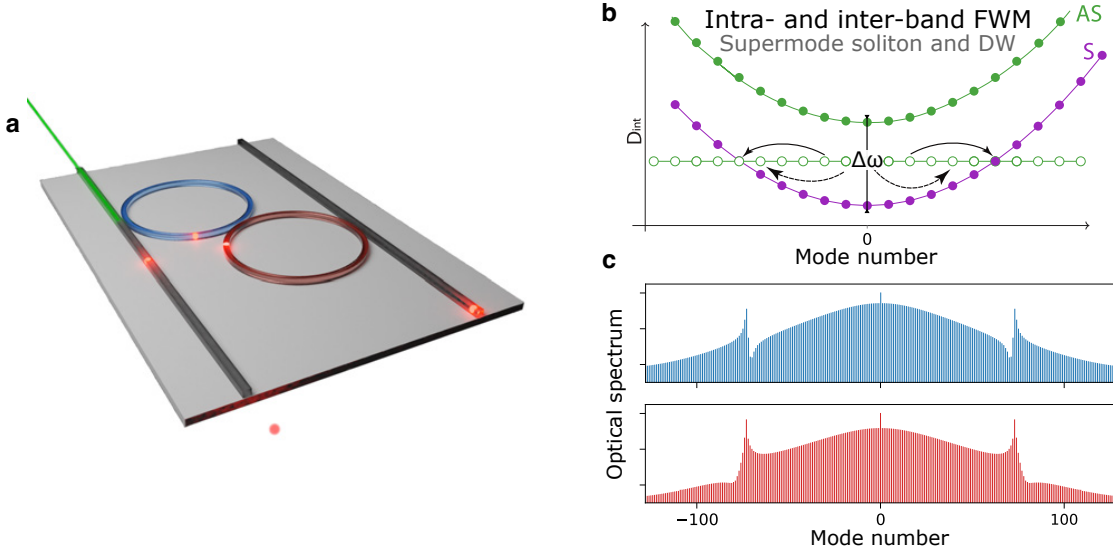 a
b
Intra- and inter-band FWM
Supermode soliton and DW
AS
S
D_int
Δω
0
Mode number
c
Optical spectrum
−100
0
100
Mode number